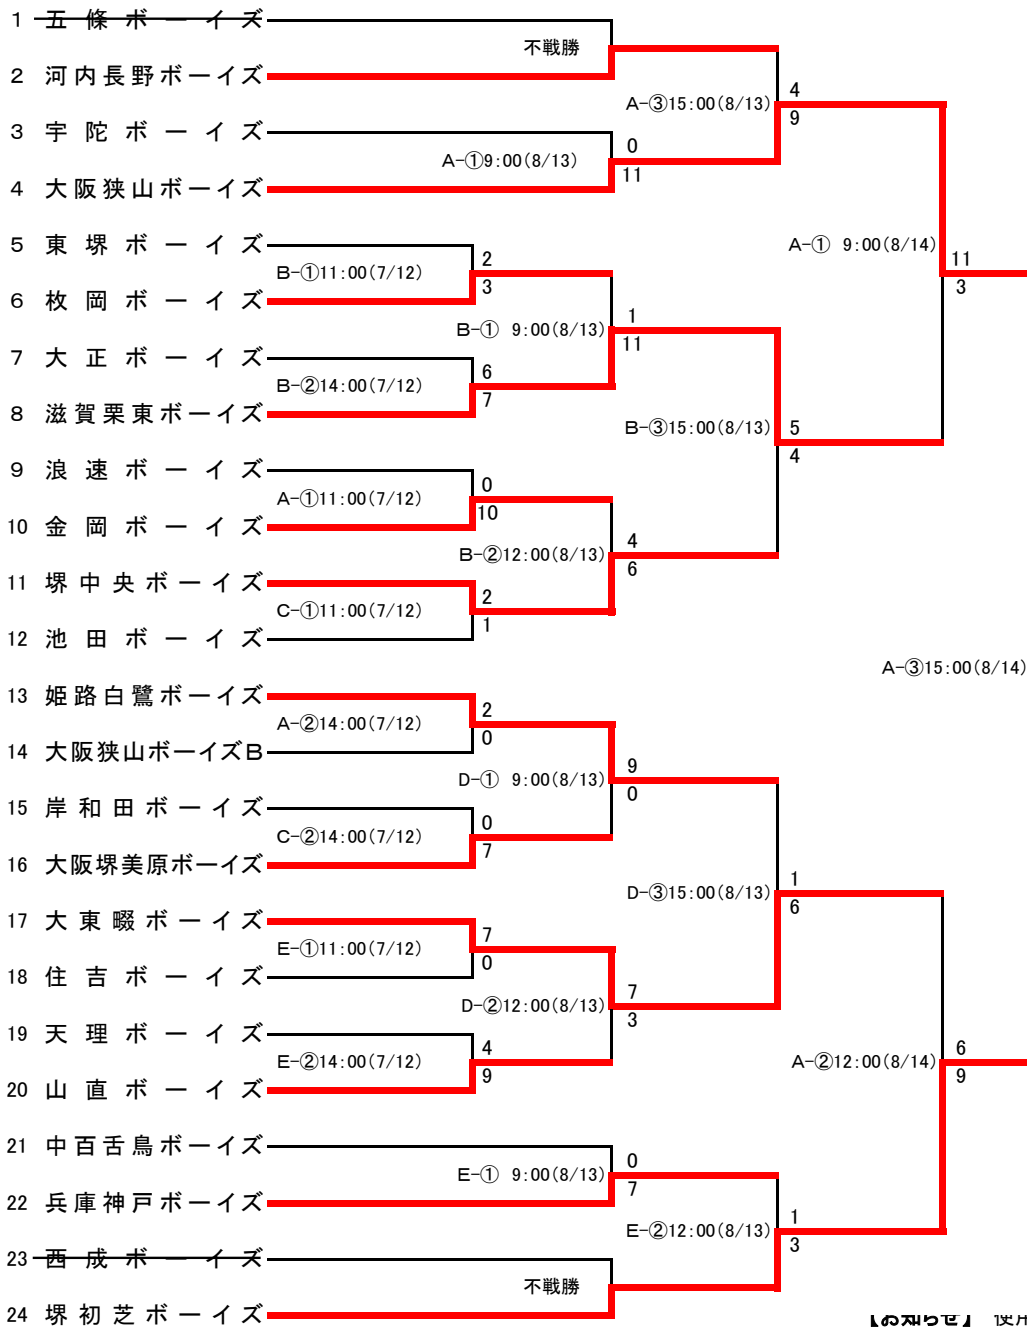 1 五條ボーイズ
不戦勝
2 河内長野ボーイズ
A-③15:00(8/13)
4
9
3 宇陀ボーイズ
A-①9:00(8/13)
0
11
4 大阪狭山ボーイズ
5 東堺ボーイズ
B-①11:00(7/12)
2
3
A-① 9:00(8/14)
11
3
6 枚岡ボーイズ
B-① 9:00(8/13)
1
11
7 大正ボーイズ
B-②14:00(7/12)
6
7
8 滋賀栗東ボーイズ
B-③15:00(8/13)
5
4
9 浪速ボーイズ
A-①11:00(7/12)
0
10
10 金岡ボーイズ
B-②12:00(8/13)
4
6
11 堺中央ボーイズ
C-①11:00(7/12)
2
1
12 池田ボーイズ
A-③15:00(8/14)
13 姫路白鷺ボーイズ
A-②14:00(7/12)
2
0
14 大阪狭山ボーイズB
D-① 9:00(8/13)
9
0
15 岸和田ボーイズ
C-②14:00(7/12)
0
7
16 大阪堺美原ボーイズ
D-③15:00(8/13)
1
6
17 大東畷ボーイズ
E-①11:00(7/12)
7
0
18 住吉ボーイズ
D-②12:00(8/13)
7
3
19 天理ボーイズ
E-②14:00(7/12)
4
9
A-②12:00(8/14)
6
9
20 山直ボーイズ
21 中百舌鳥ボーイズ
E-① 9:00(8/13)
0
7
22 兵庫神戸ボーイズ
E-②12:00(8/13)
1
3
23 西成ボーイズ
不戦勝
24 堺初芝ボーイズ
【お知らせ】 使用